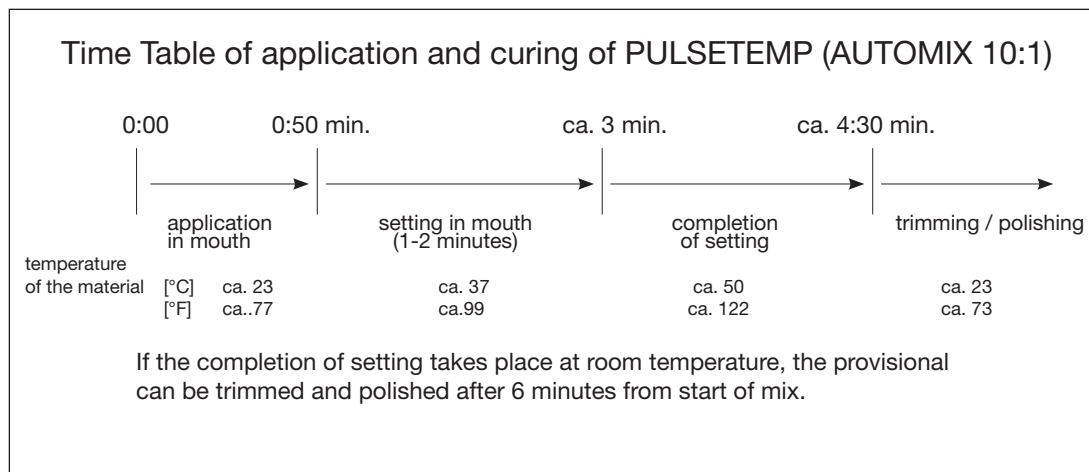 Time Table of application and curing of PULSETEMP (AUTOMIX 10:1)
0:00 0:50 min. ca. 3 min. ca. 4:30 min.
application setting in mouth completion trimming / polishing
in mouth (1-2 minutes) of setting
temperature
of the material [°C] ca. 23 ca. 37 ca. 50 ca. 23
[°F] ca..77 ca.99 ca. 122 ca. 73
If the completion of setting takes place at room temperature, the provisional
can be trimmed and polished after 6 minutes from start of mix.